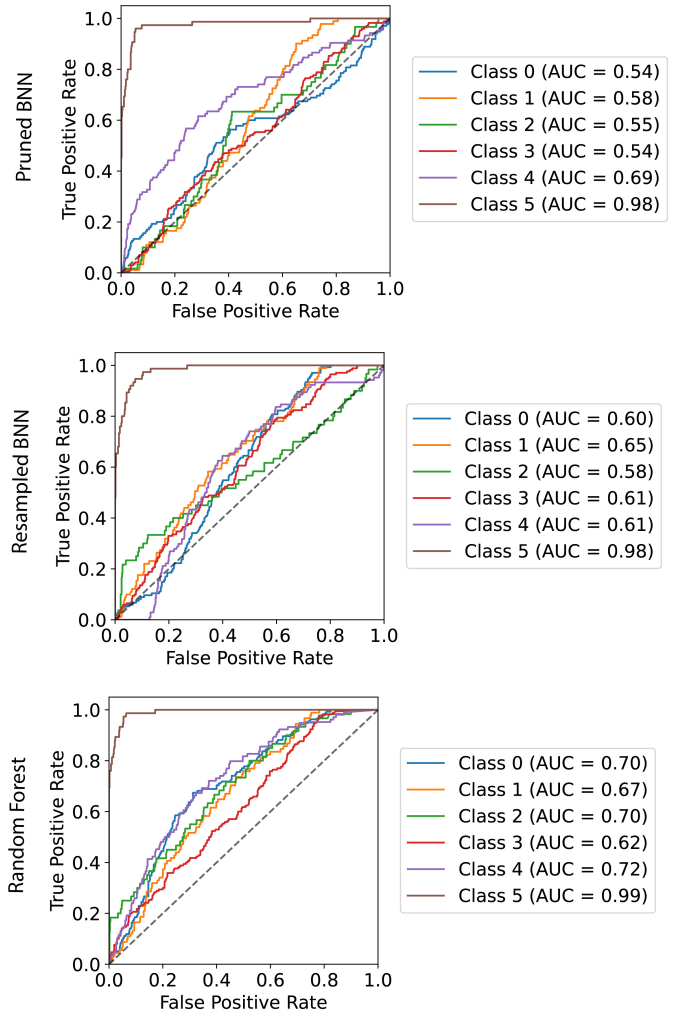 Pruned BNN
True Positive Rate
1.0
0.8
0.6
0.4
0.2
0.0
0.0 0.2 0.4 0.6 0.8 1.0
False Positive Rate
Class 0 (AUC = 0.54)
Class 1 (AUC = 0.58)
Class 2 (AUC = 0.55)
Class 3 (AUC = 0.54)
Class 4 (AUC = 0.69)
Class 5 (AUC = 0.98)
Resampled BNN
True Positive Rate
1.0
0.8
0.6
0.4
0.2
0.0
0.0 0.2 0.4 0.6 0.8 1.0
False Positive Rate
Class 0 (AUC = 0.60)
Class 1 (AUC = 0.65)
Class 2 (AUC = 0.58)
Class 3 (AUC = 0.61)
Class 4 (AUC = 0.61)
Class 5 (AUC = 0.98)
Random Forest
True Positive Rate
1.0
0.8
0.6
0.4
0.2
0.0
0.0 0.2 0.4 0.6 0.8 1.0
False Positive Rate
Class 0 (AUC = 0.70)
Class 1 (AUC = 0.67)
Class 2 (AUC = 0.70)
Class 3 (AUC = 0.62)
Class 4 (AUC = 0.72)
Class 5 (AUC = 0.99)